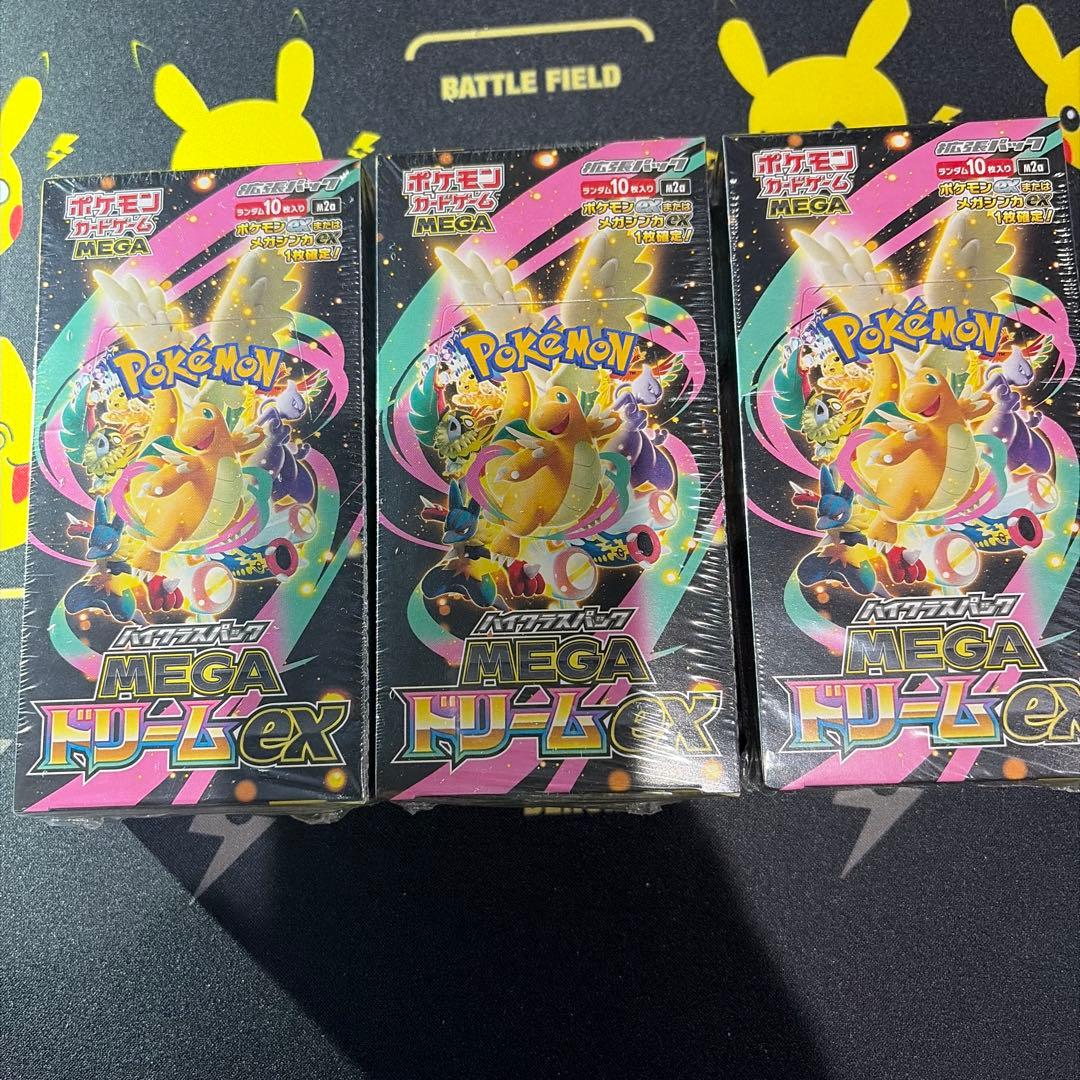 BATTLE FIELD
ポケモン
カードゲーム
MEGA
拡張パック
ランダム10枚入り m2a
ポケモンexまたは
メガシンカex
1枚確定!
POKÉMON
ハイクラスパック
MEGA
ドリームex
ポケモン
カードゲーム
MEGA
拡張パック
ランダム10枚入り m2a
ポケモンexまたは
メガシンカex
1枚確定!
POKÉMON
ハイクラスパック
MEGA
ドリームex
ポケモン
カードゲーム
MEGA
拡張パック
ランダム10枚入り m2a
ポケモンexまたは
メガシンカex
1枚確定!
POKÉMON
ハイクラスパック
MEGA
ドリームex